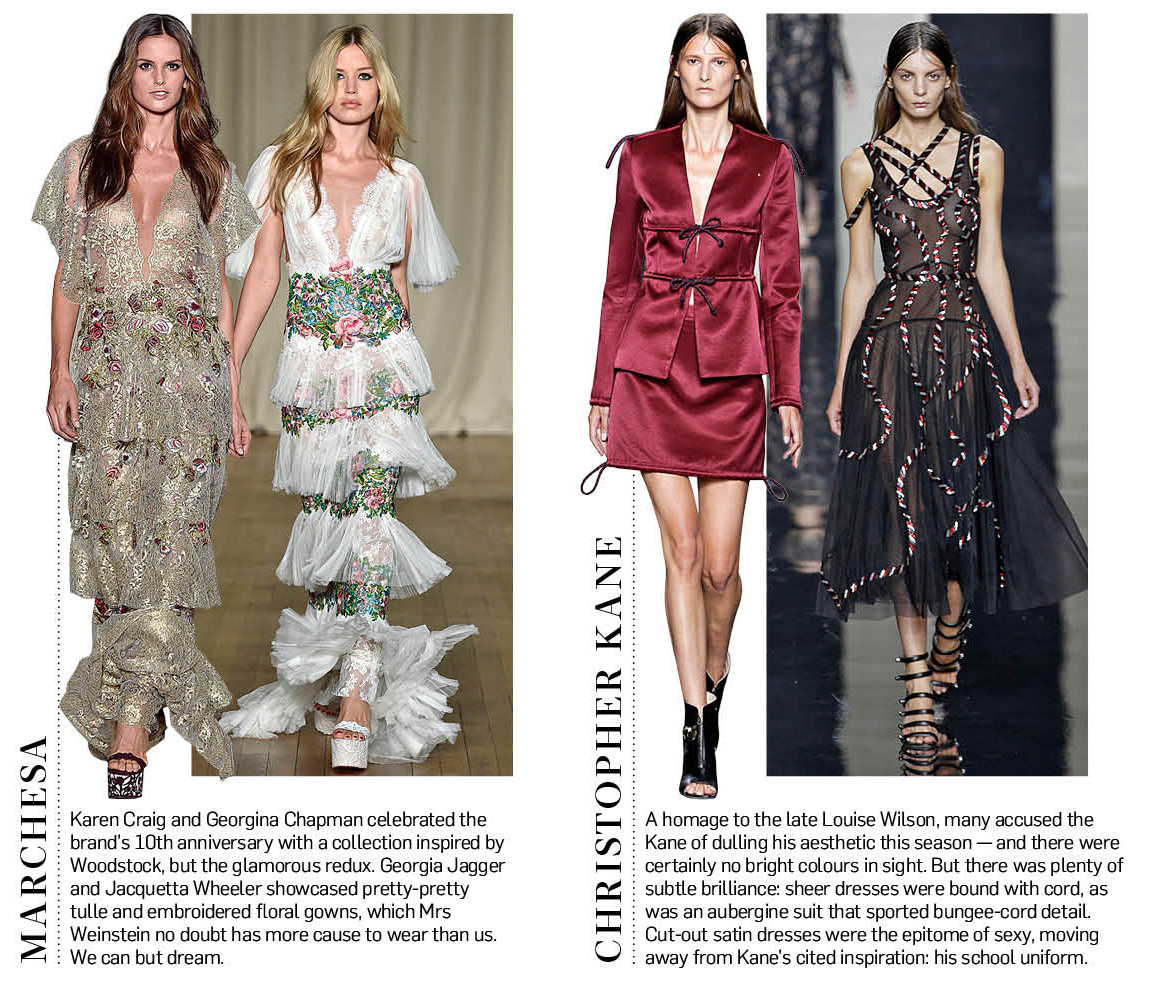 MARCHESA
Karen Craig and Georgina Chapman celebrated the
brand's 10th anniversary with a collection inspired by
Woodstock, but the glamorous redux. Georgia Jagger
and Jacquetta Wheeler showcased pretty-pretty
tulle and embroidered floral gowns, which Mrs
Weinstein no doubt has more cause to wear than us.
We can but dream.
CHRISTOPHER KANE
A homage to the late Louise Wilson, many accused the
Kane of dulling his aesthetic this season — and there were
certainly no bright colours in sight. But there was plenty of
subtle brilliance: sheer dresses were bound with cord, as
was an aubergine suit that sported bungee-cord detail.
Cut-out satin dresses were the epitome of sexy, moving
away from Kane's cited inspiration: his school uniform.